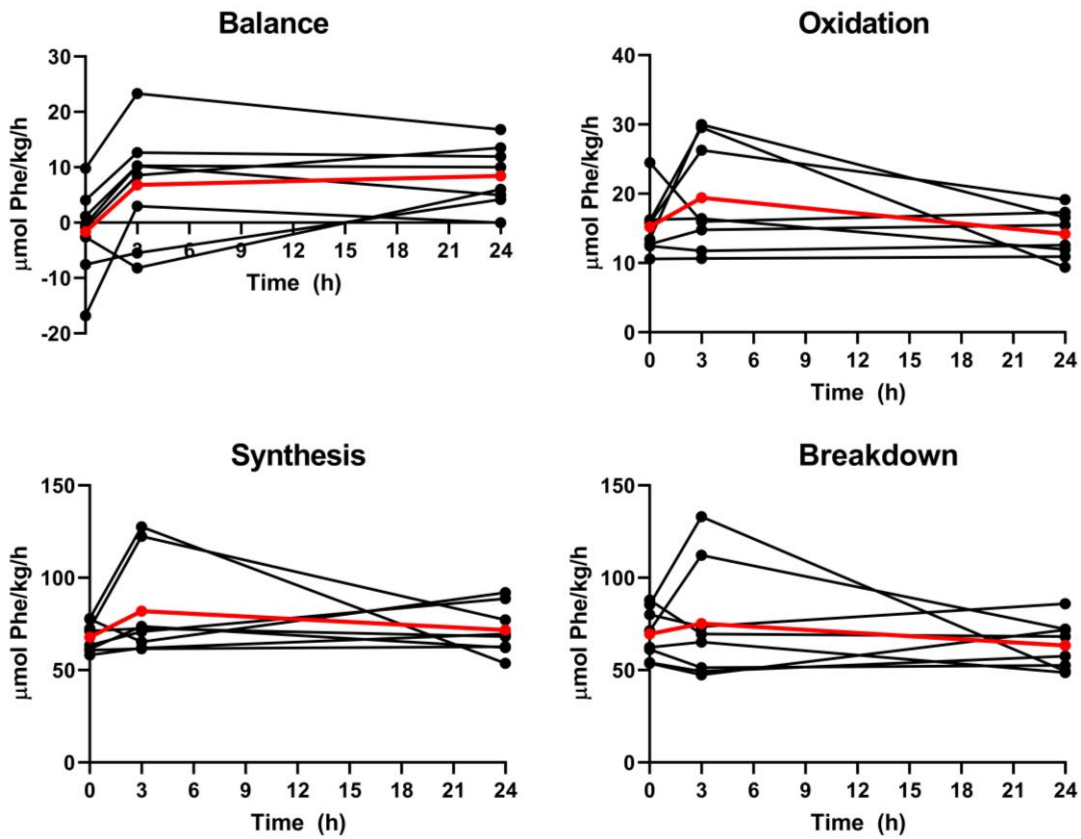 Balance
μmol Phe/kg/h
30
20
10
0
-10
-20
3 6 9 12 15 18 21 24
Time (h)
Oxidation
μmol Phe/kg/h
40
30
20
10
0
0 3 6 9 12 15 18 21 24
Time (h)
Synthesis
μmol Phe/kg/h
150
100
50
0
0 3 6 9 12 15 18 21 24
Time (h)
Breakdown
μmol Phe/kg/h
150
100
50
0
0 3 6 9 12 15 18 21 24
Time (h)